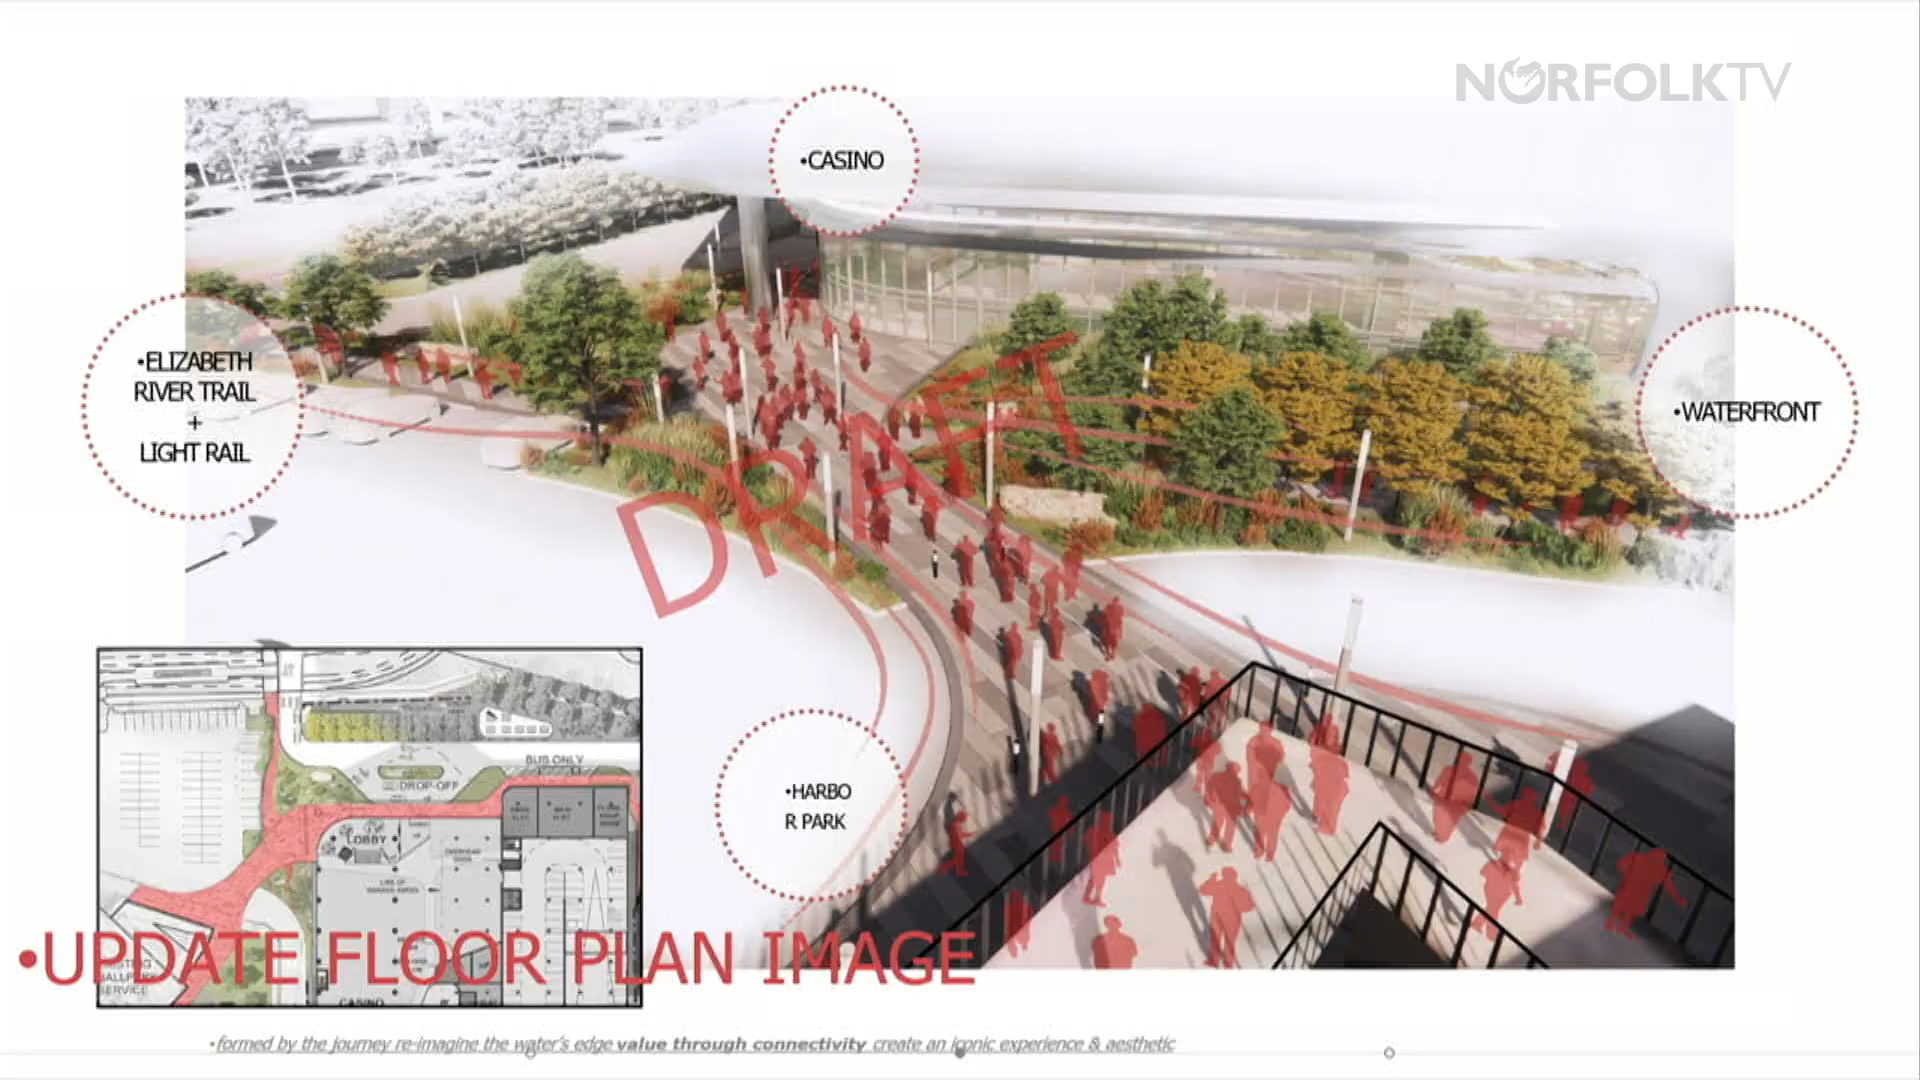 NORFOLKTV
•CASINO
•ELIZABETH
RIVER TRAIL
+
LIGHT RAIL
•WATERFRONT
DRAFT
•HARBO
R PARK
BUS ONLY
DROP-OFF
LOBBY
CASINO
•UPDATE FLOOR PLAN IMAGE
•formed by the journey re-imagine the water's edge value through connectivity create an iconic experience & aesthetic